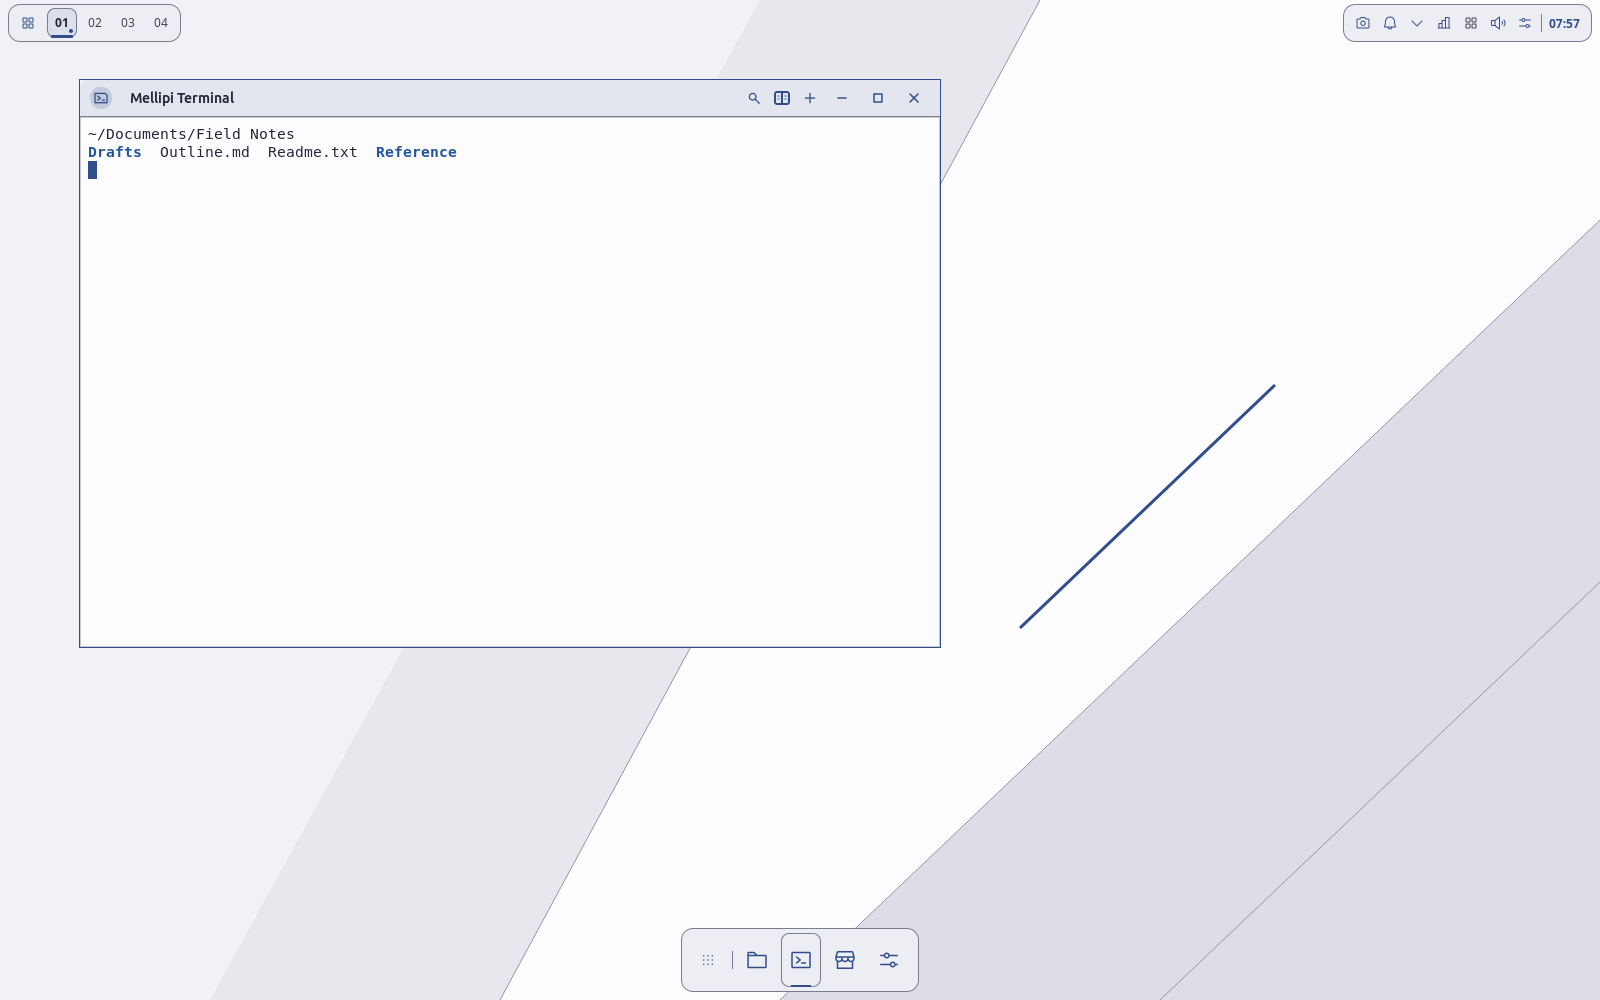 01 02 03 04
07:57
Mellipi Terminal
~/Documents/Field Notes
Drafts  Outline.md  Readme.txt  Reference